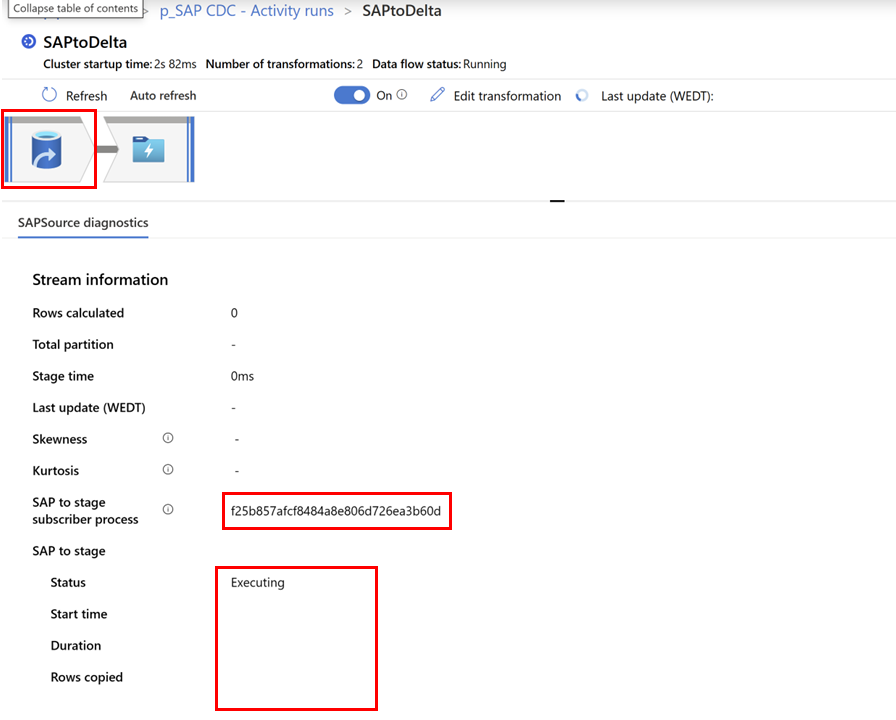 Collapse table of contents
> p_SAP CDC - Activity runs > SAPtoDelta
SAPtoDelta
Cluster startup time: 2s 82ms Number of transformations: 2 Data flow status: Running
Refresh Auto refresh On Edit transformation Last update (WEDT):
SAPSource diagnostics
Stream information
Rows calculated 0
Total partition -
Stage time 0ms
Last update (WEDT) -
Skewness -
Kurtosis -
SAP to stage
subscriber process f25b857afcf8484a8e806d726ea3b60d
SAP to stage
Status Executing
Start time
Duration
Rows copied